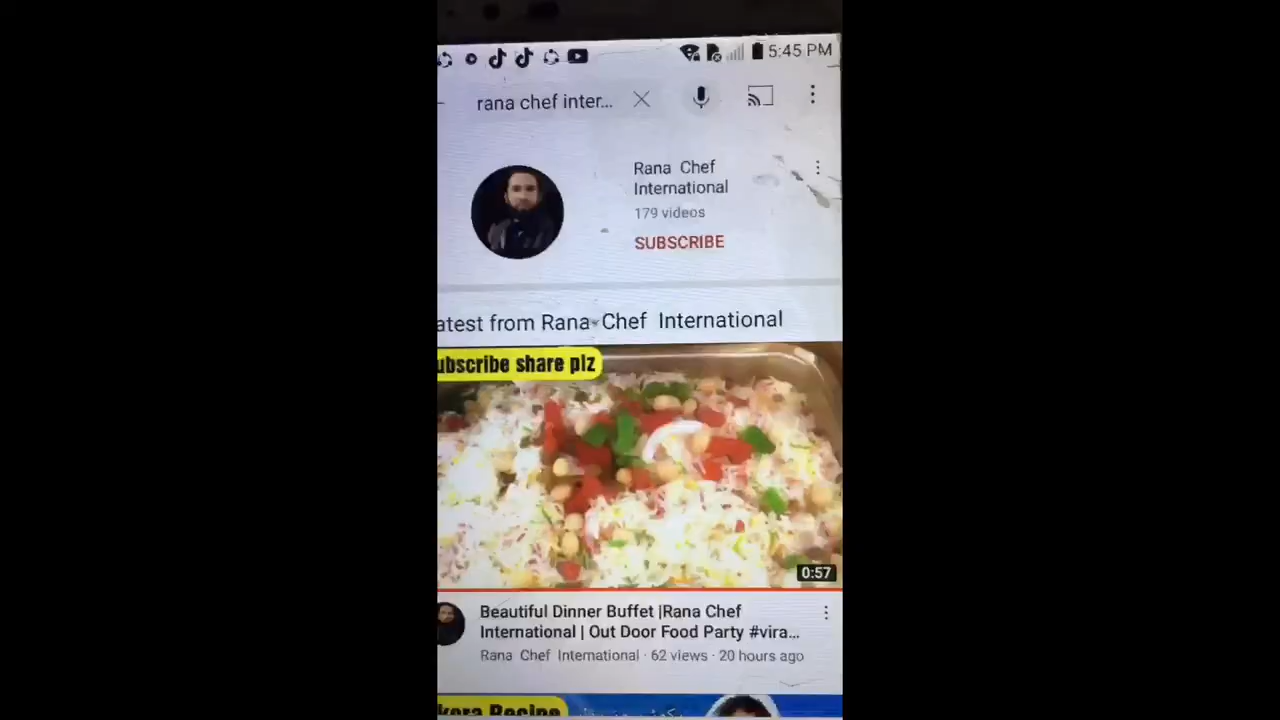 5:45 PM
rana chef inter...
Rana Chef
International
179 videos
SUBSCRIBE
atest from Rana Chef International
ubscribe share plz
0:57
Beautiful Dinner Buffet |Rana Chef
International | Out Door Food Party #vira...
Rana Chef International · 62 views · 20 hours ago
kora Recipe